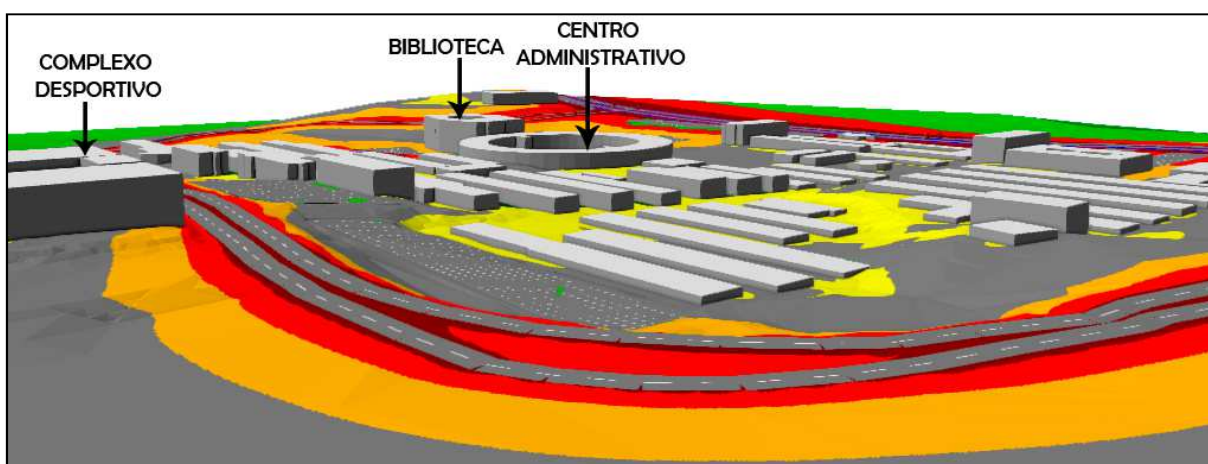 COMPLEXO
DESPORTIVO
BIBLIOTECA
CENTRO
ADMINISTRATIVO